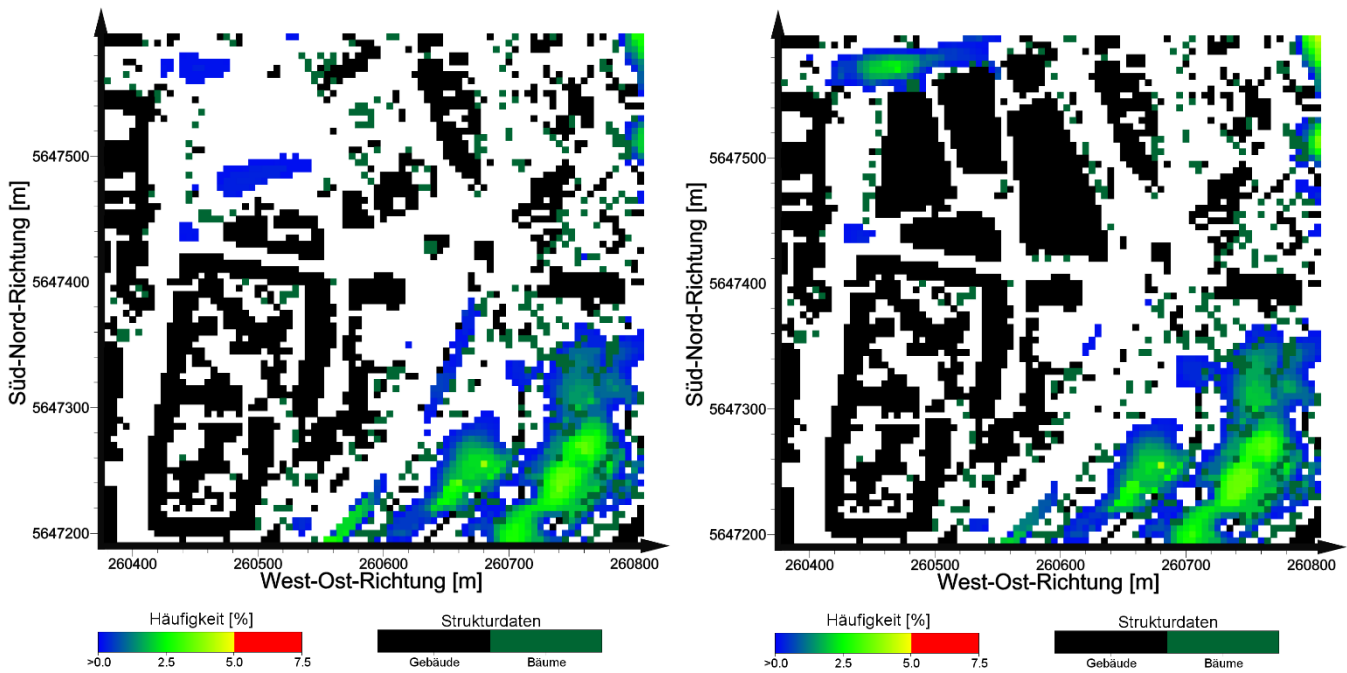 Süd-Nord-Richtung [m]
5647500
5647400
5647300
5647200
260400 260500 260600 260700 260800
West-Ost-Richtung [m]
Häufigkeit [%]
>0.0 2.5 5.0 7.5
Strukturdaten
Gebäude Bäume
Süd-Nord-Richtung [m]
5647500
5647400
5647300
5647200
260400 260500 260600 260700 260800
West-Ost-Richtung [m]
Häufigkeit [%]
>0.0 2.5 5.0 7.5
Strukturdaten
Gebäude Bäume